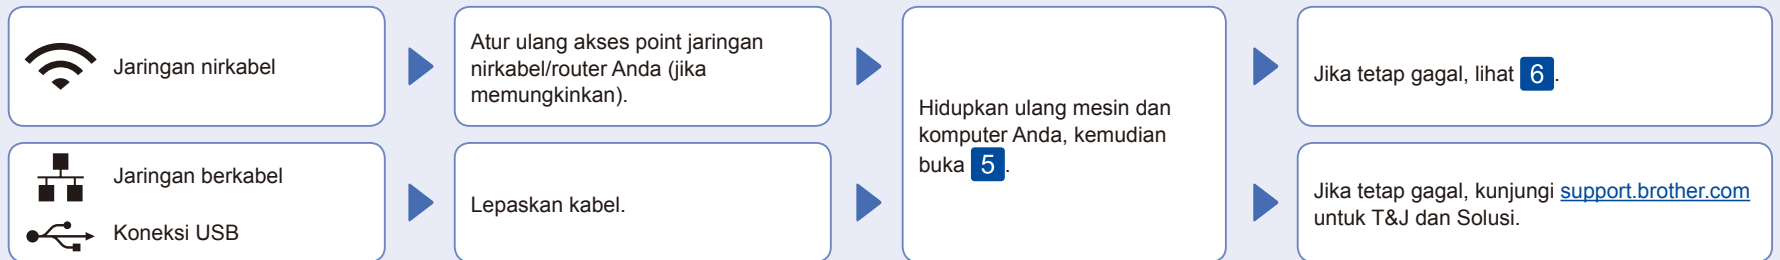 Jaringan nirkabel
Atur ulang akses point jaringan
nirkabel/router Anda (jika
memungkinkan).
Jaringan berkabel
Koneksi USB
Lepaskan kabel.
Hidupkan ulang mesin dan
komputer Anda, kemudian
buka 5.
Jika tetap gagal, lihat 6.
Jika tetap gagal, kunjungi support.brother.com
untuk T&J dan Solusi.